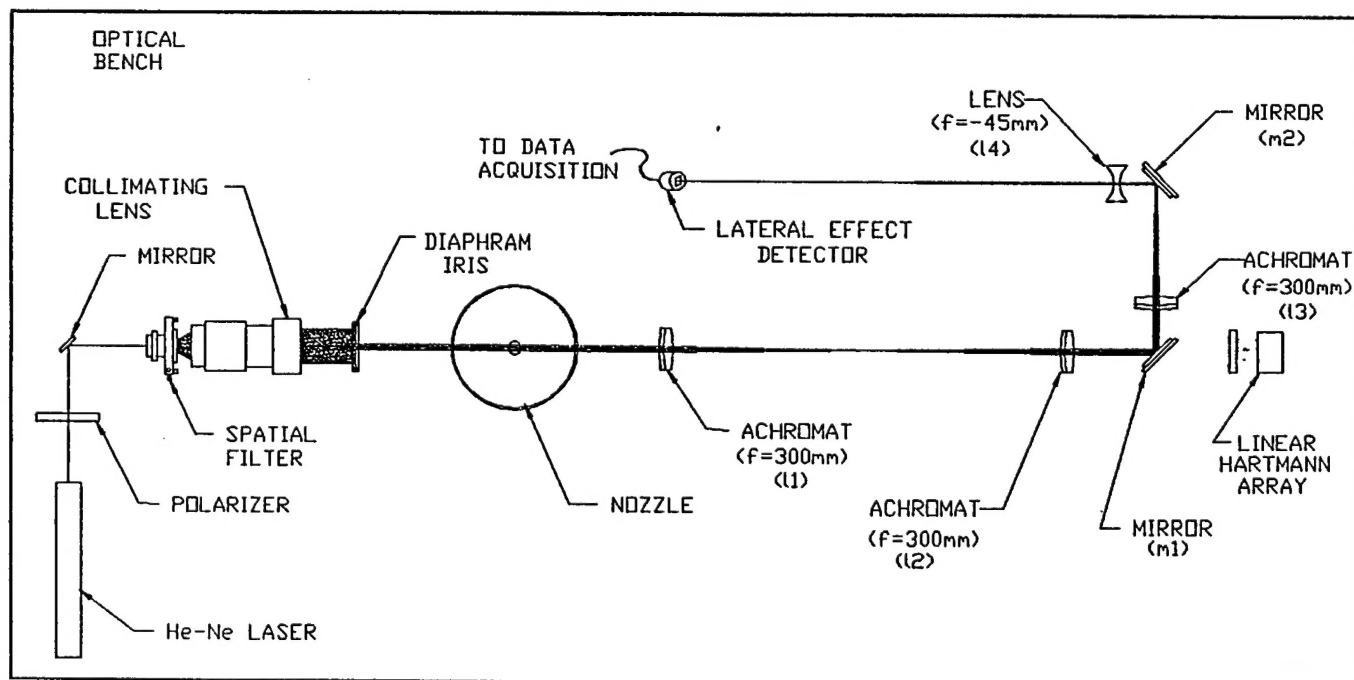 OPTICAL
BENCH
LENS
(f=-45mm)
(l4)
MIRROR
(m2)
TO DATA
ACQUISITION
COLLIMATING
LENS
LATERAL EFFECT
DETECTOR
DIAPHRAM
IRIS
MIRROR
ACHROMAT
(f=300mm)
(l3)
SPATIAL
FILTER
ACHROMAT
(f=300mm)
(l1)
LINEAR
HARTMANN
ARRAY
POLARIZER
NOZZLE
ACHROMAT
(f=300mm)
(l2)
MIRROR
(m1)
He-Ne LASER